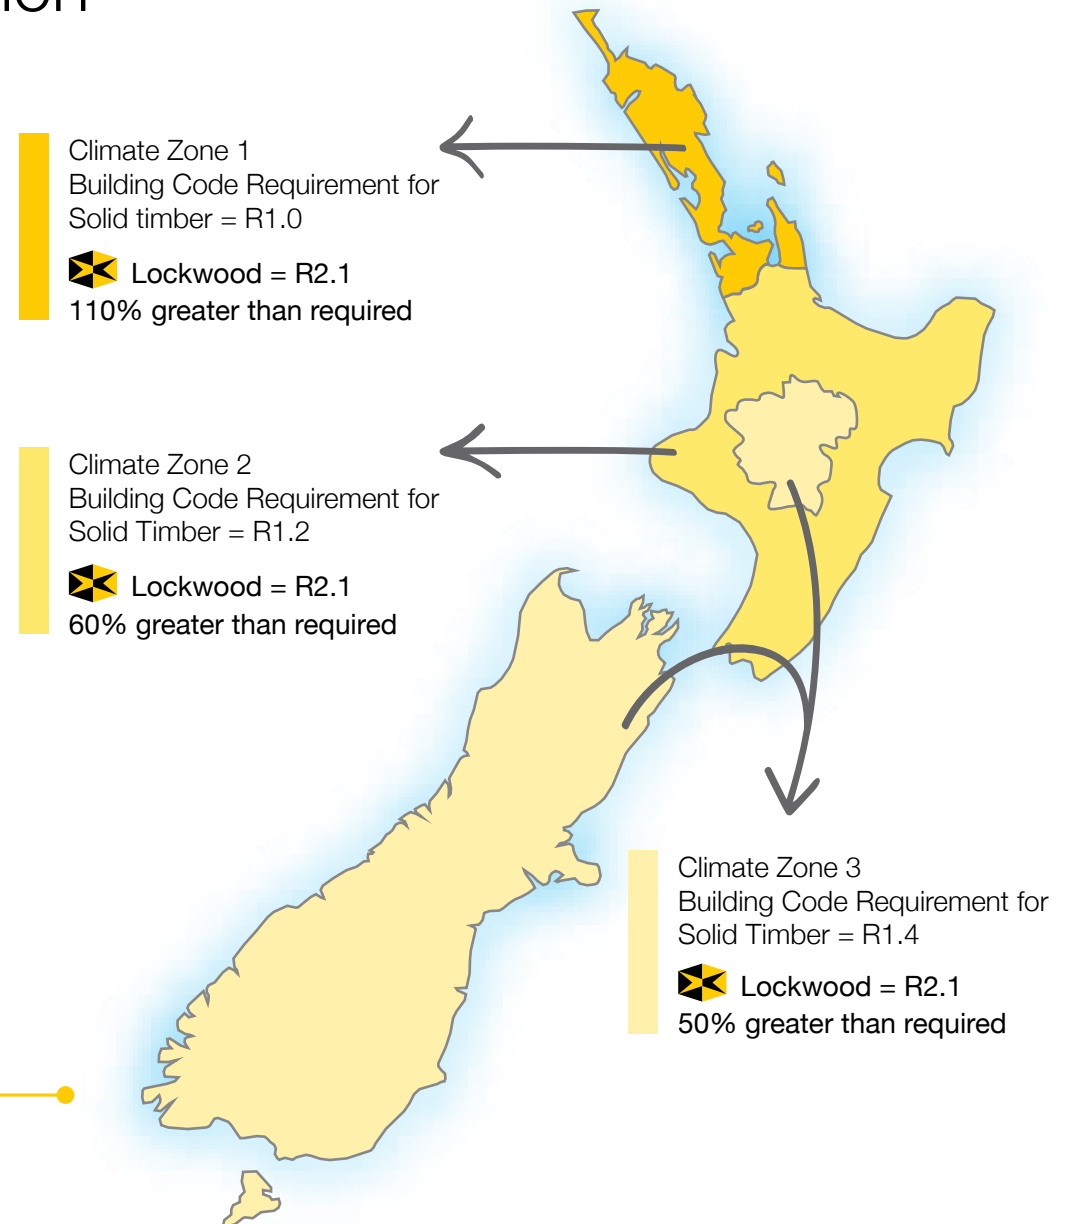 Climate Zone 1
Building Code Requirement for
Solid timber = R1.0
Lockwood = R2.1
110% greater than required
Climate Zone 2
Building Code Requirement for
Solid Timber = R1.2
Lockwood = R2.1
60% greater than required
Climate Zone 3
Building Code Requirement for
Solid Timber = R1.4
Lockwood = R2.1
50% greater than required